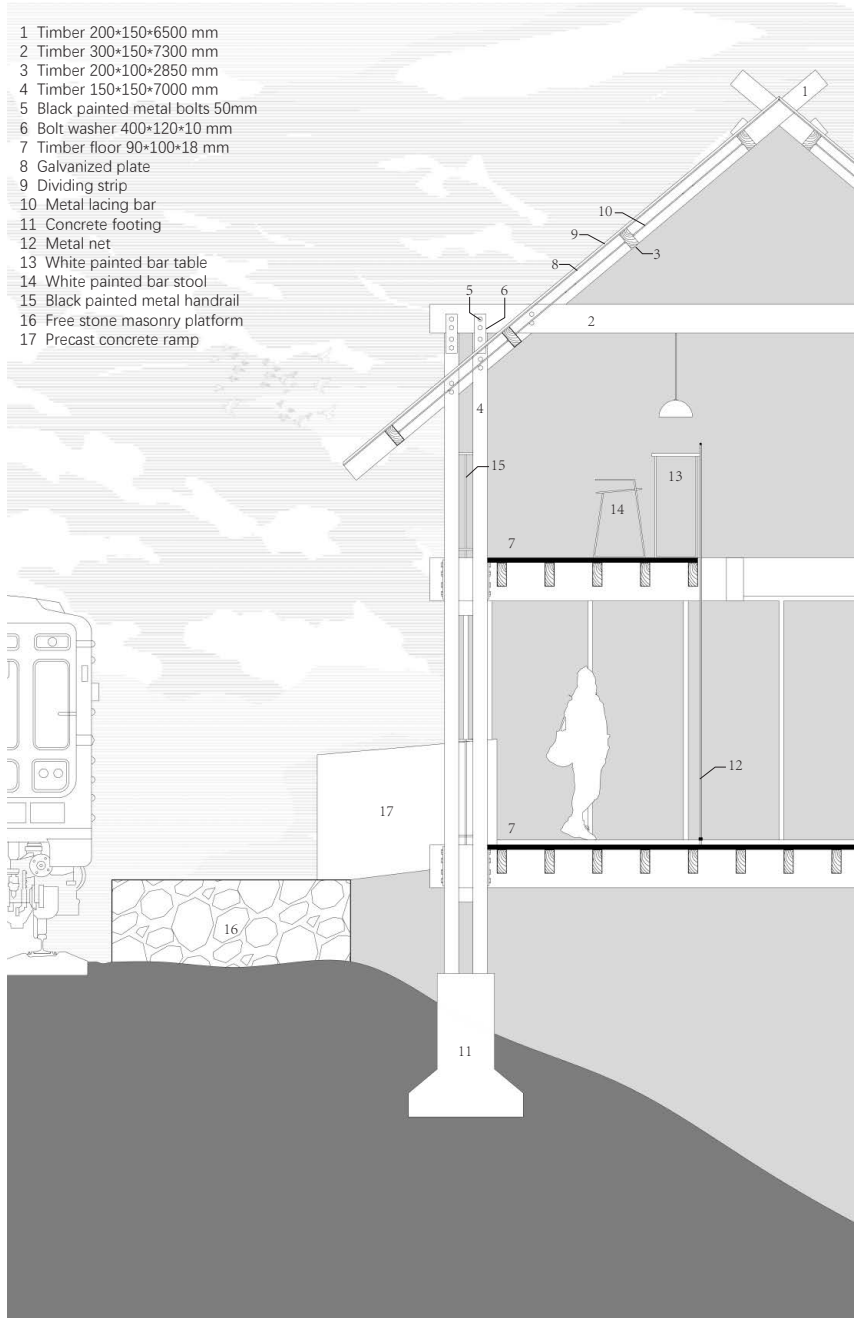 1 Timber 200*150*6500 mm
2 Timber 300*150*7300 mm
3 Timber 200*100*2850 mm
4 Timber 150*150*7000 mm
5 Black painted metal bolts 50mm
6 Bolt washer 400*120*10 mm
7 Timber floor 90*100*18 mm
8 Galvanized plate
9 Dividing strip
10 Metal lacing bar
11 Concrete footing
12 Metal net
13 White painted bar table
14 White painted bar stool
15 Black painted metal handrail
16 Free stone masonry platform
17 Precast concrete ramp
1
10
9
3
8
5
6
2
4
15
13
14
7
12
17
7
16
11